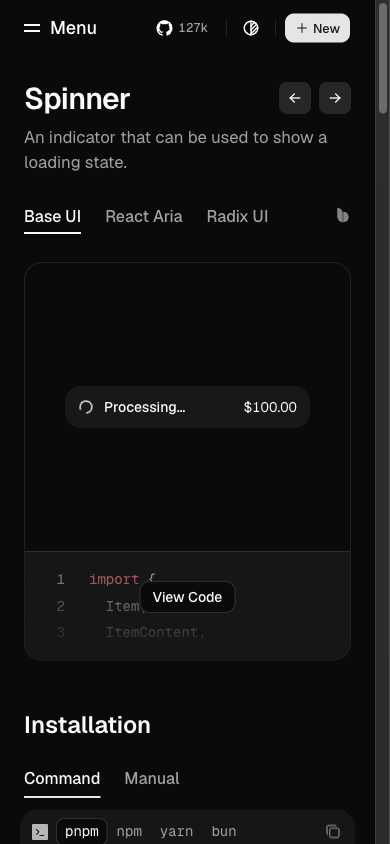 Menu
127k
New
Spinner
An indicator that can be used to show a
loading state.
Base UI
React Aria
Radix UI
Processing…
$100.00
1 import {
2 Item,
View Code
3 ItemContent,
Installation
Command
Manual
pnpm
npm
yarn
bun